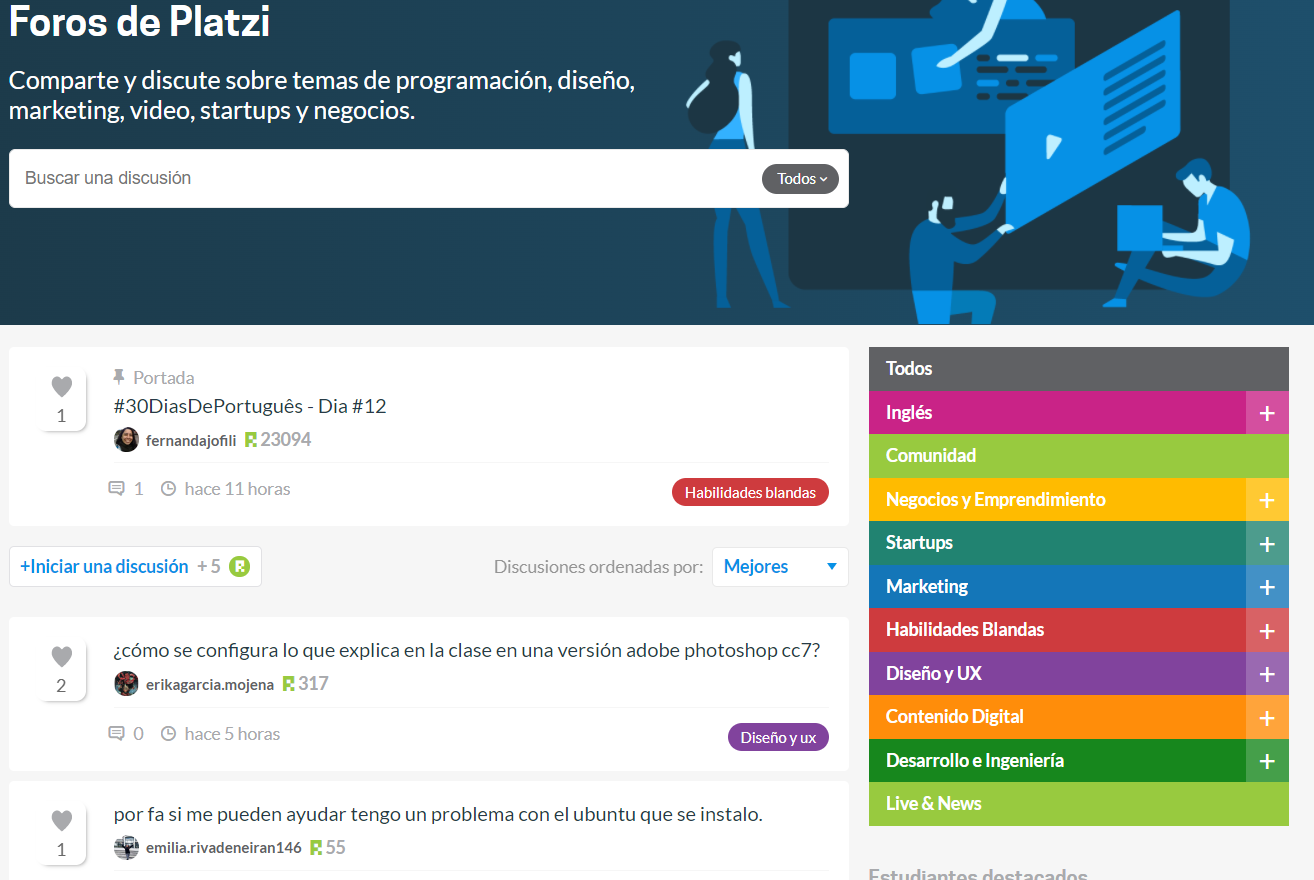 Foros de Platzi
Comparte y discute sobre temas de programación, diseño,
marketing, video, startups y negocios.
Buscar una discusión
Todos
1
Portada
#30DiasDePortuguês - Dia #12
fernandajofili 23094
1 hace 11 horas
Habilidades blandas
+Iniciar una discusión +5
Discusiones ordenadas por: Mejores
2
¿cómo se configura lo que explica en la clase en una versión adobe photoshop cc7?
erikagarcia.mojena 317
0 hace 5 horas
Diseño y ux
1
por fa si me pueden ayudar tengo un problema con el ubuntu que se instalo.
emilia.rivadeneiran146 55
Todos
Inglés +
Comunidad
Negocios y Emprendimiento +
Startups +
Marketing +
Habilidades Blandas +
Diseño y UX +
Contenido Digital +
Desarrollo e Ingeniería +
Live & News
Estudiantes destacados